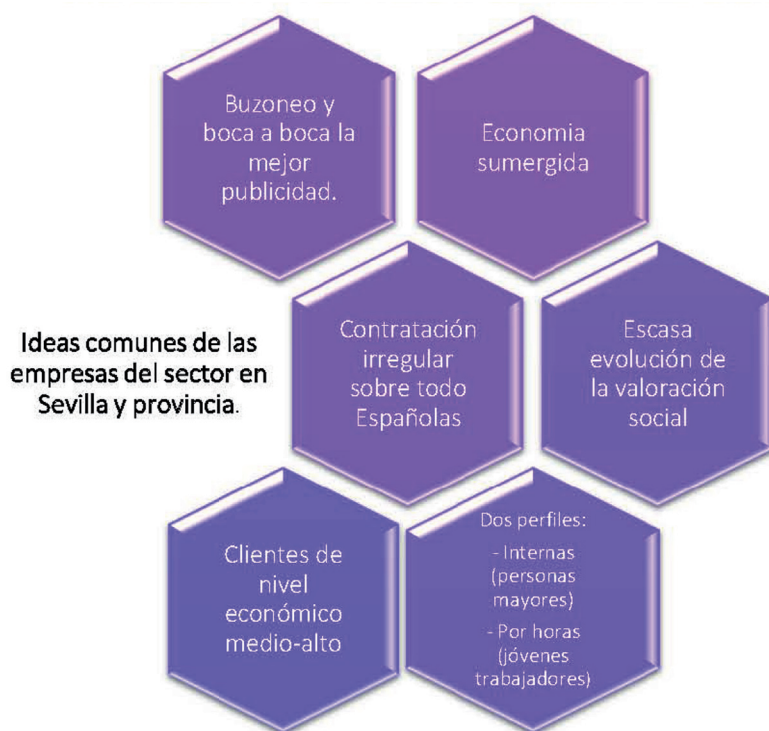 Buzoneo y
boca a boca la
mejor
publicidad.
Economia
sumergida
Ideas comunes de las
empresas del sector en
Sevilla y provincia.
Contratación
irregular
sobre todo
Españolas
Escasa
evolución de
la valoración
social
Clientes de
nivel
económico
medio-alto
Dos perfiles:
- Internas
(personas
mayores)
- Por horas
(jóvenes
trabajadores)